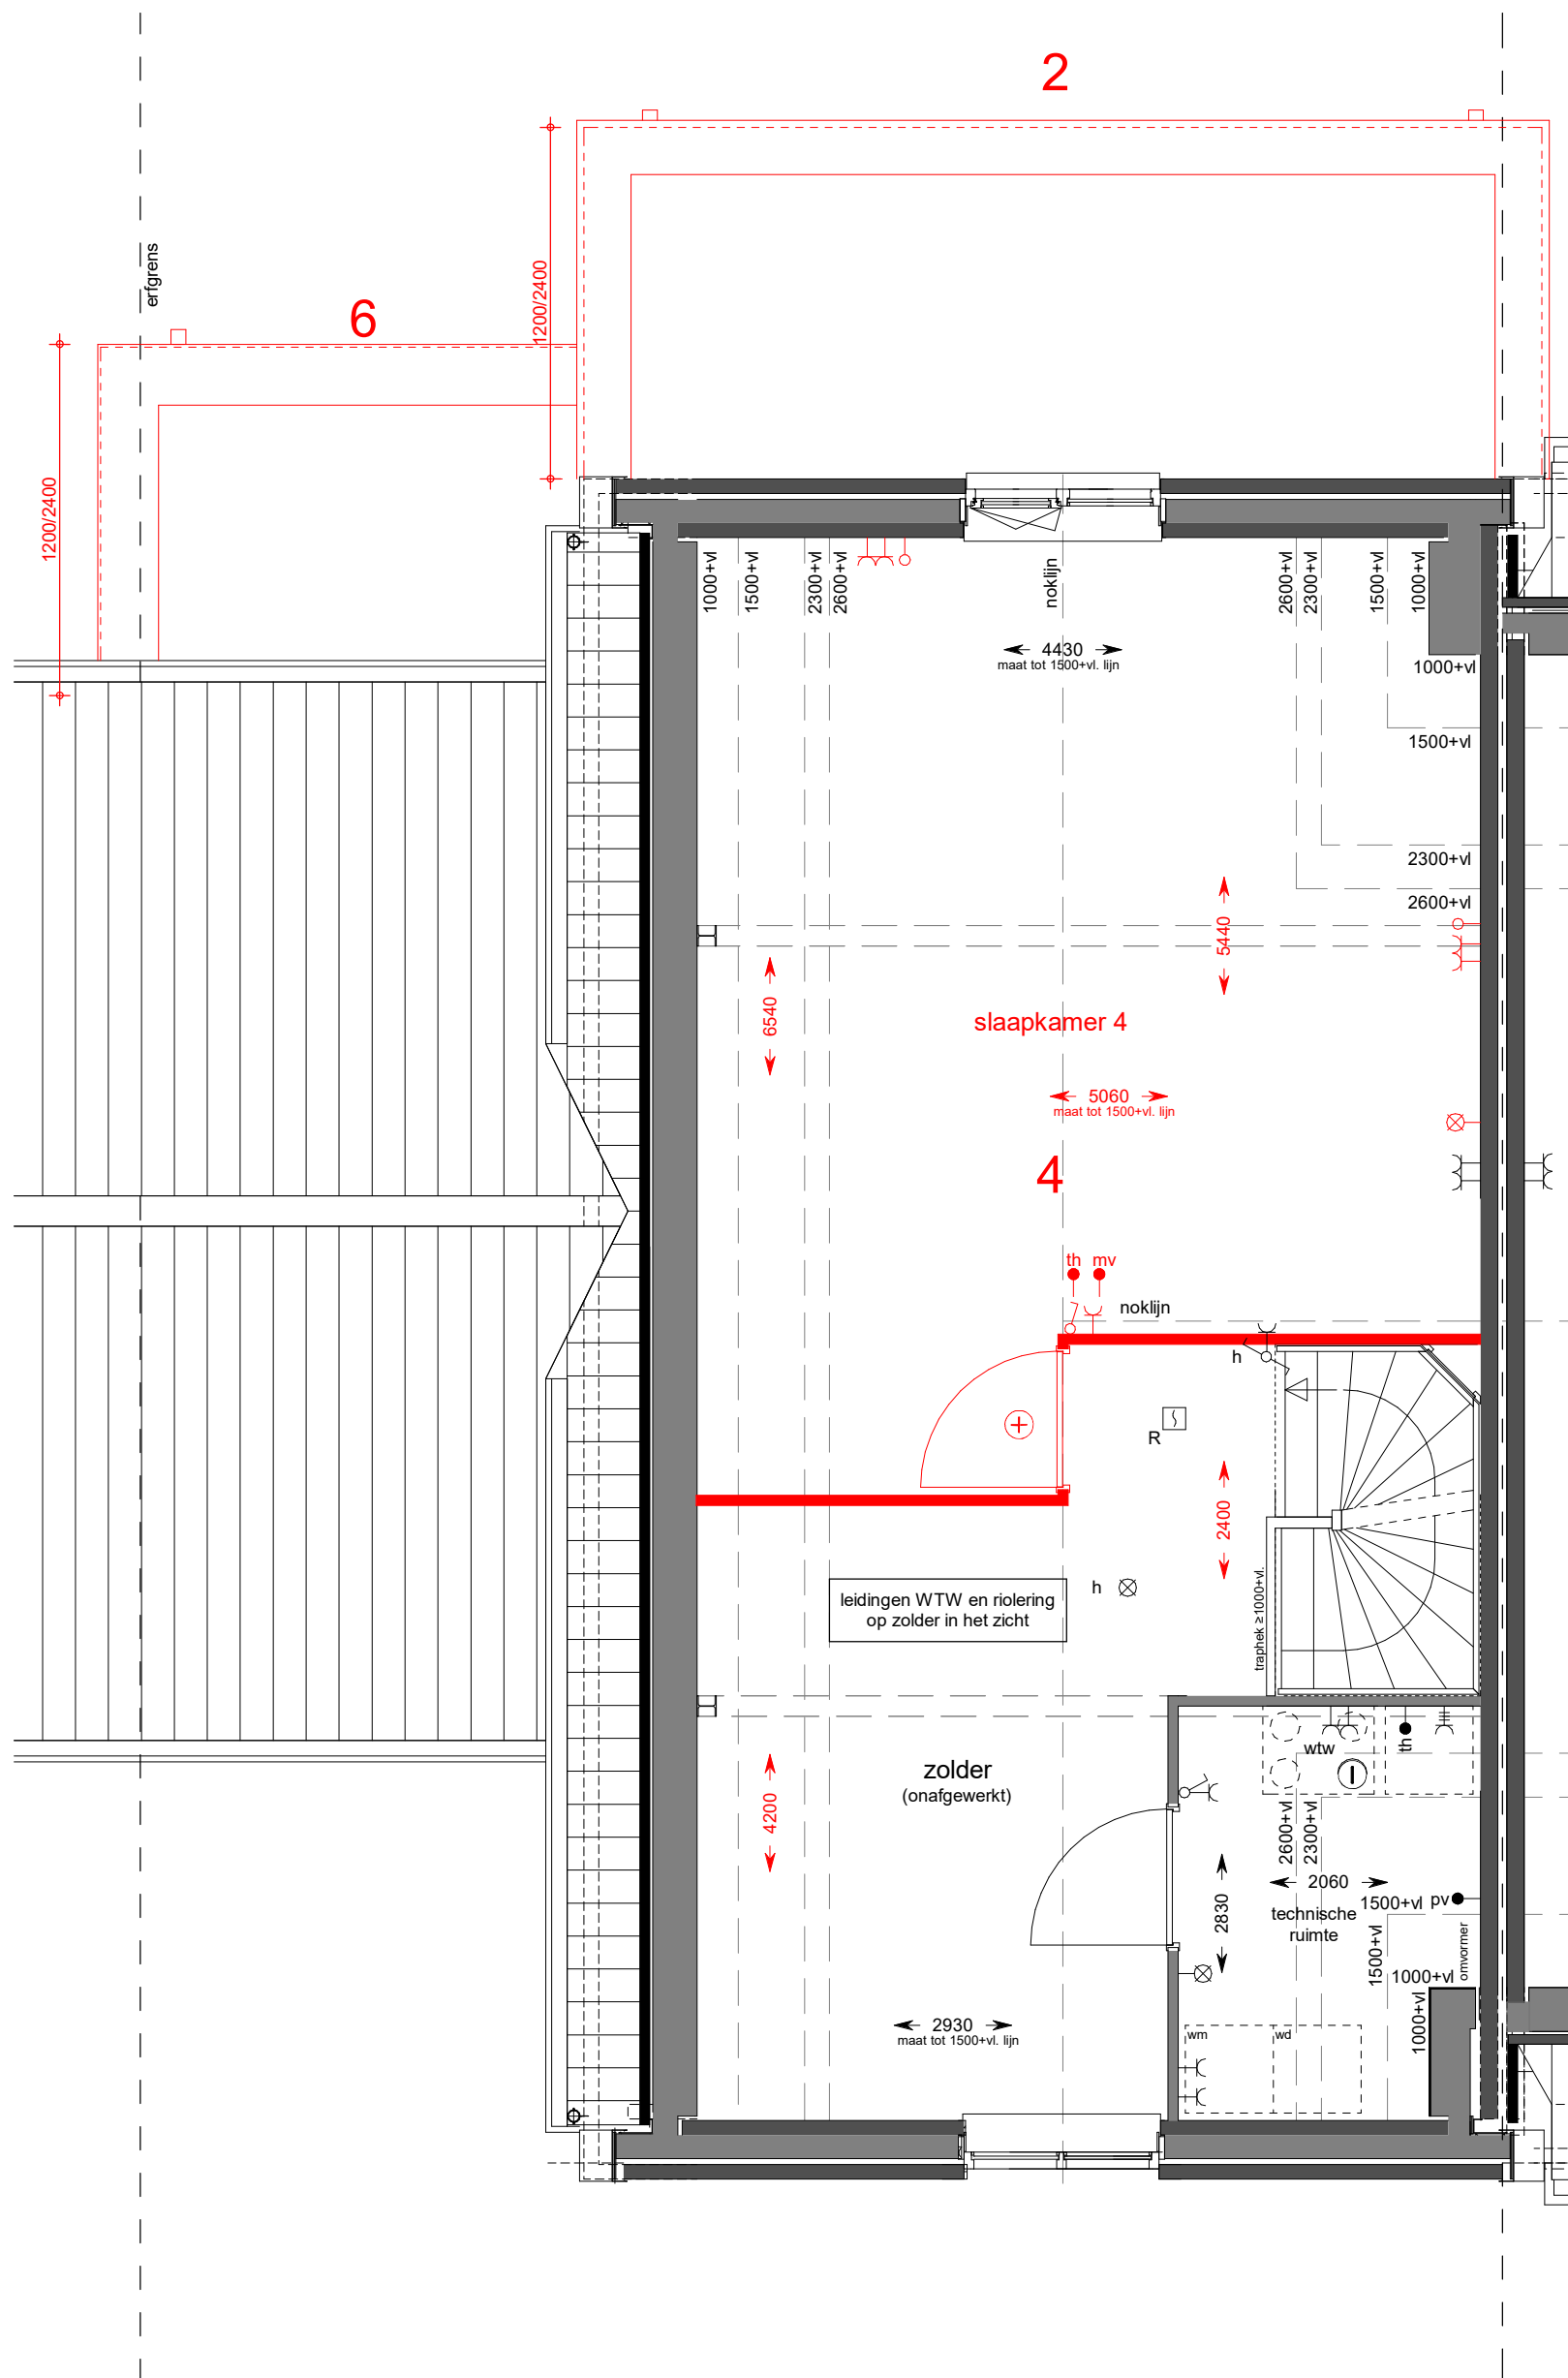 2
erfgrens
6
1200/2400
1200/2400
1000+vl
1500+vl
2300+vl
2600+vl
noklijn
2600+vl
2300+vl
1500+vl
1000+vl
4430
maat tot 1500+vl. lijn
1000+vl
1500+vl
2300+vl
2600+vl
5440
6540
slaapkamer 4
5060
maat tot 1500+vl. lijn
4
th mv
noklijn
h
R
2400
h
leidingen WTW en riolering
op zolder in het zicht
traphek ≥1000+vl.
wtw
th
zolder
(onafgewerkt)
4200
2600+vl
2300+vl
2060
2830
1500+vl
pv
technische
ruimte
1500+vl
omvormer
1000+vl
1000+vl
2930
maat tot 1500+vl. lijn
wm
wd